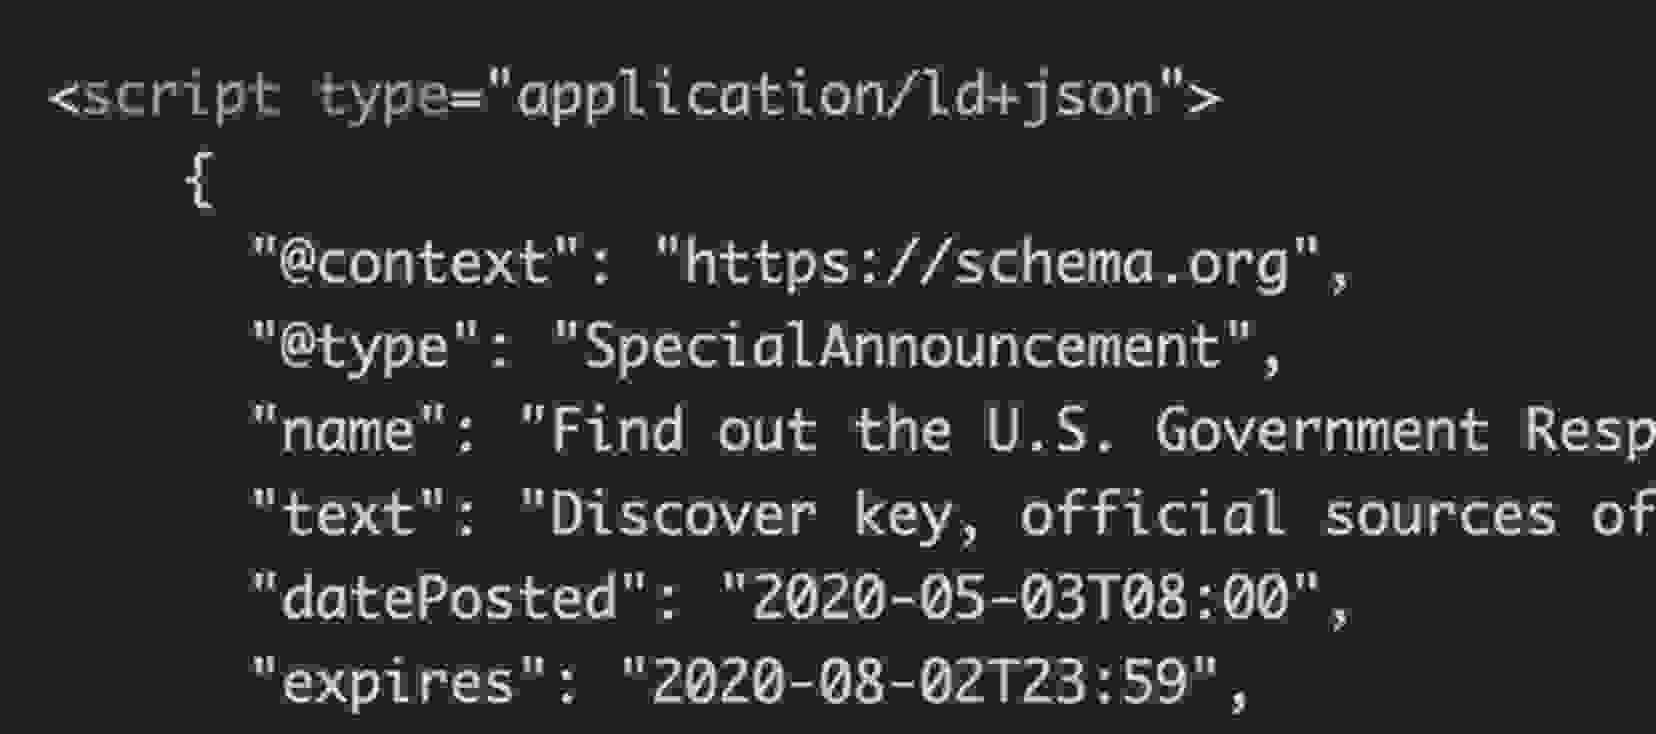 <script type="application/ld+json">
{
"@context": "https://schema.org",
"@type": "SpecialAnnouncement",
"name": "Find out the U.S. Government Resp
"text": "Discover key, official sources of
"datePosted": "2020-05-03T08:00",
"expires": "2020-08-02T23:59",